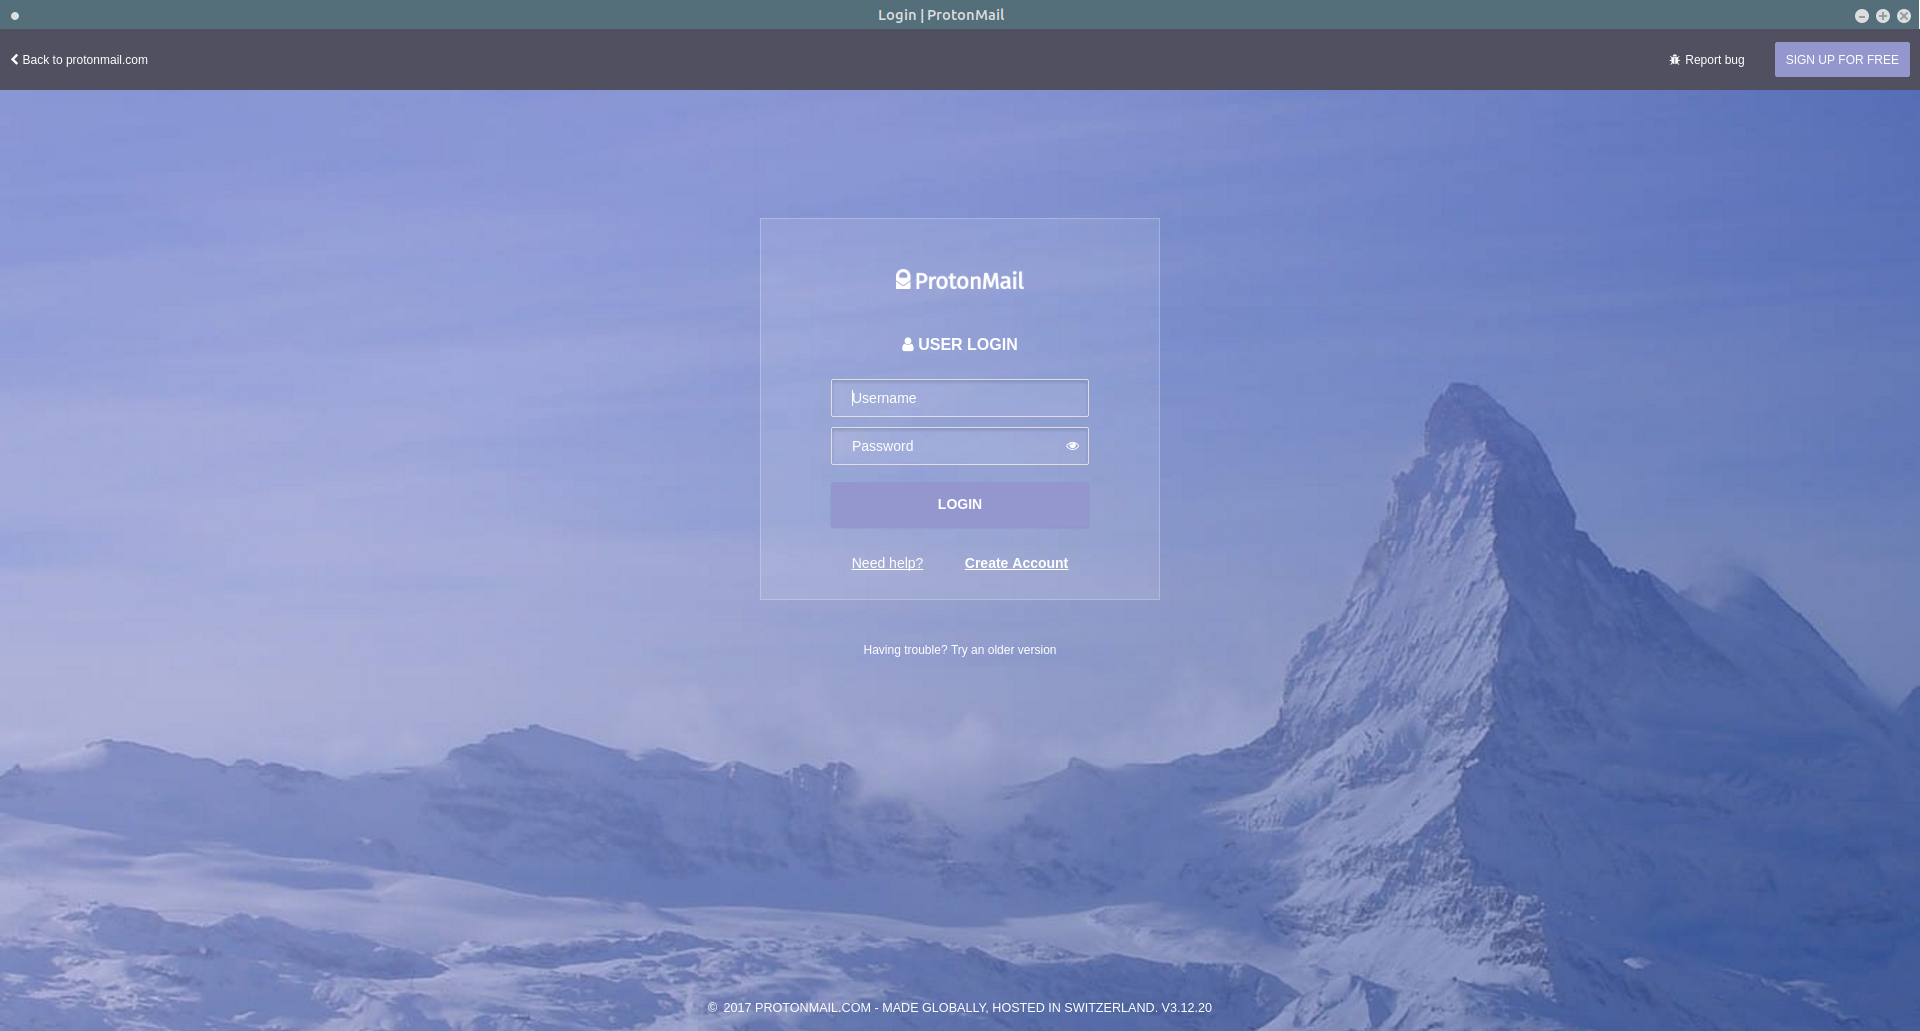 Login | ProtonMail
Back to protonmail.com
Report bug
SIGN UP FOR FREE
ProtonMail
USER LOGIN
Username
Password
LOGIN
Need help?
Create Account
Having trouble? Try an older version
© 2017 PROTONMAIL.COM - MADE GLOBALLY, HOSTED IN SWITZERLAND. V3.12.20